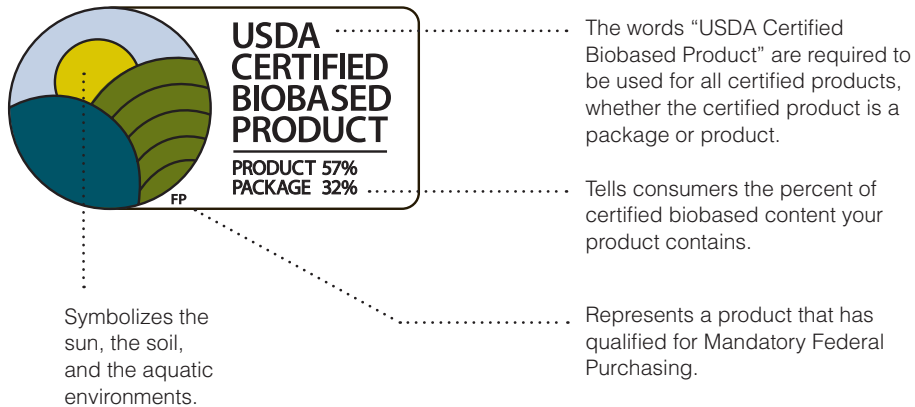 USDA
CERTIFIED
BIOBASED
PRODUCT
PRODUCT 57%
PACKAGE 32%
FP
The words “USDA Certified
Biobased Product” are required to
be used for all certified products,
whether the certified product is a
package or product.
Tells consumers the percent of
certified biobased content your
product contains.
Represents a product that has
qualified for Mandatory Federal
Purchasing.
Symbolizes the
sun, the soil,
and the aquatic
environments.